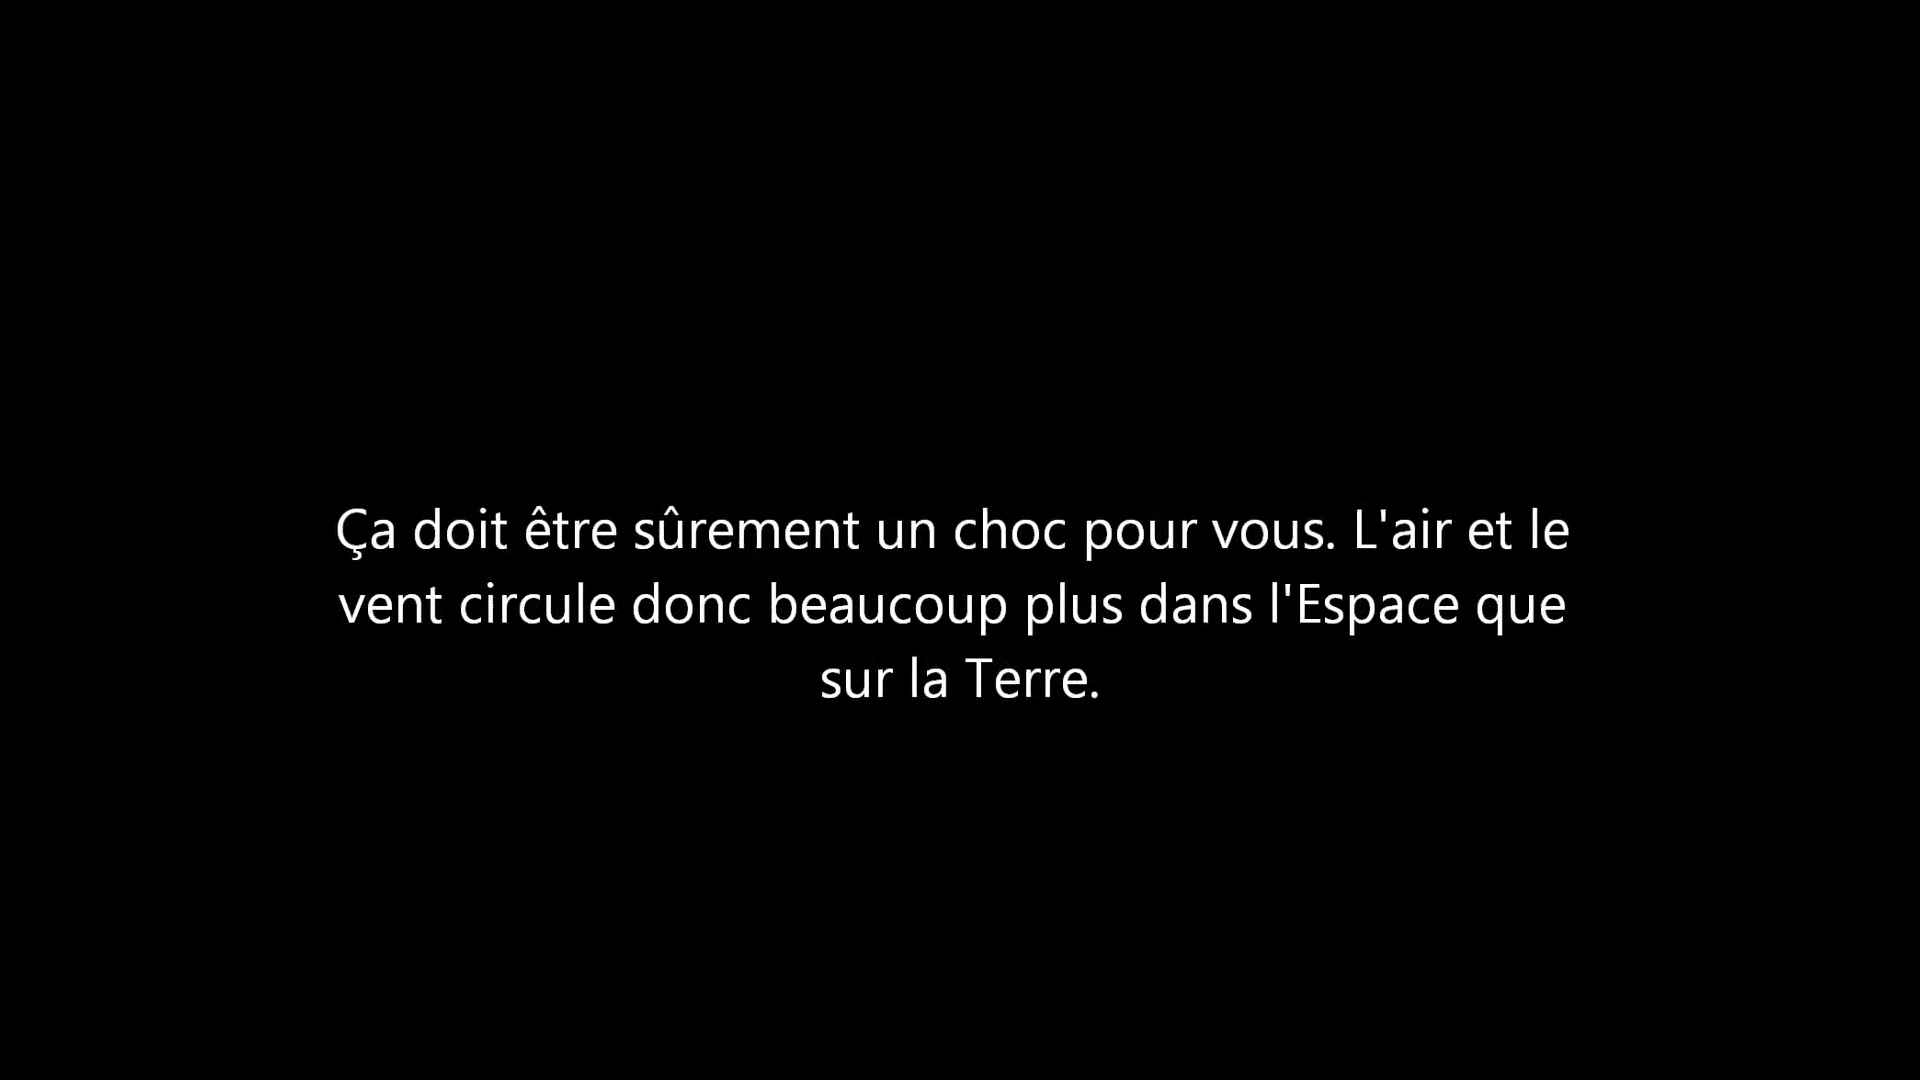 Ça doit être sûrement un choc pour vous. L'air et le
vent circule donc beaucoup plus dans l'Espace que
sur la Terre.